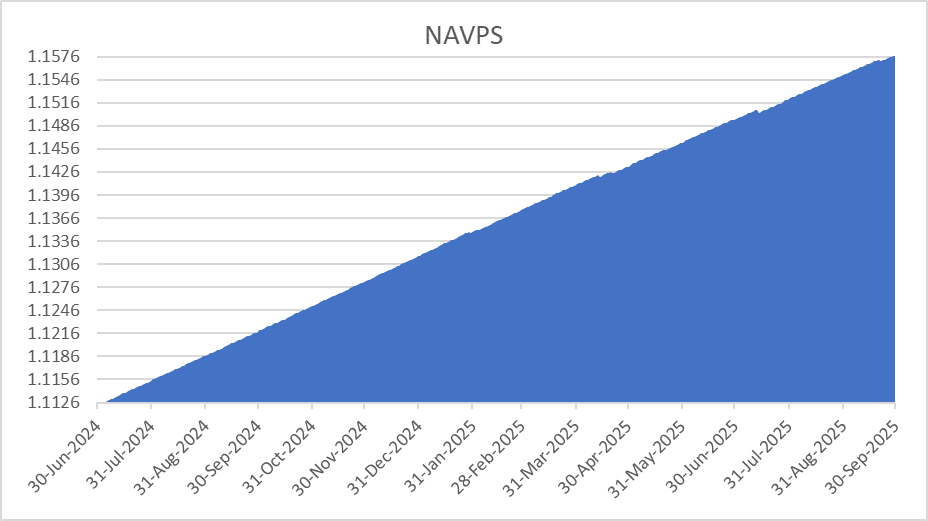 NAVPS
1.1576
1.1546
1.1516
1.1486
1.1456
1.1426
1.1396
1.1366
1.1336
1.1306
1.1276
1.1246
1.1216
1.1186
1.1156
1.1126
30-Jun-2024
31-Jul-2024
31-Aug-2024
30-Sep-2024
31-Oct-2024
30-Nov-2024
31-Dec-2024
31-Jan-2025
28-Feb-2025
31-Mar-2025
30-Apr-2025
31-May-2025
30-Jun-2025
31-Jul-2025
31-Aug-2025
30-Sep-2025